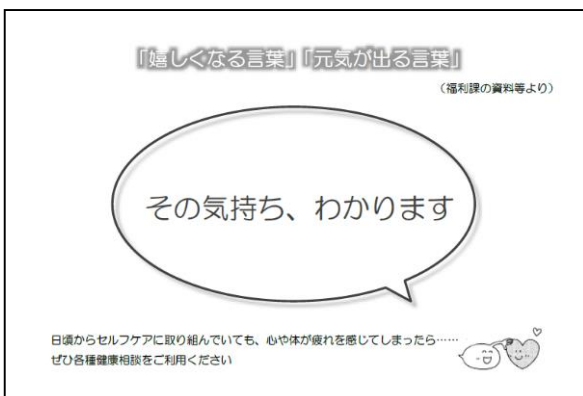 「嬉しくなる言葉」「元気が出る言葉」
（福利課の資料等より）
その気持ち、わかります
日頃からセルフケアに取り組んでいても、心や体が疲れを感じてしまったら……
ぜひ各種健康相談をご利用ください